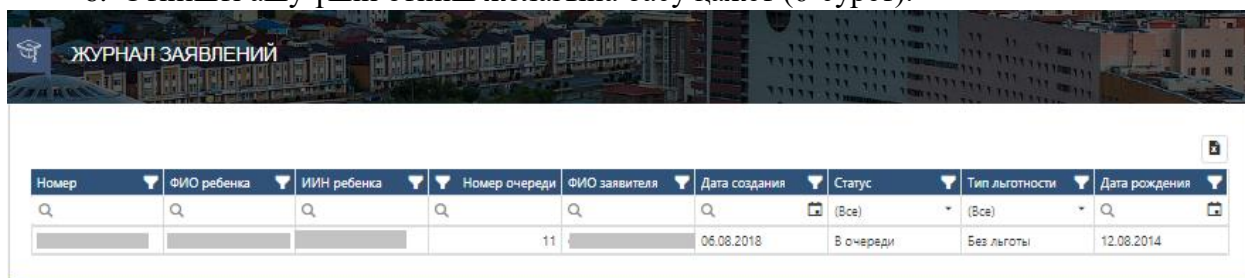 ЖУРНАЛ ЗАЯВЛЕНИЙ
Номер ФИО ребенка ИИН ребенка Номер очереди ФИО заявителя Дата создания Статус Тип льготности Дата рождения
(Все) (Все)
11 06.08.2018 В очереди Без льготы 12.08.2014